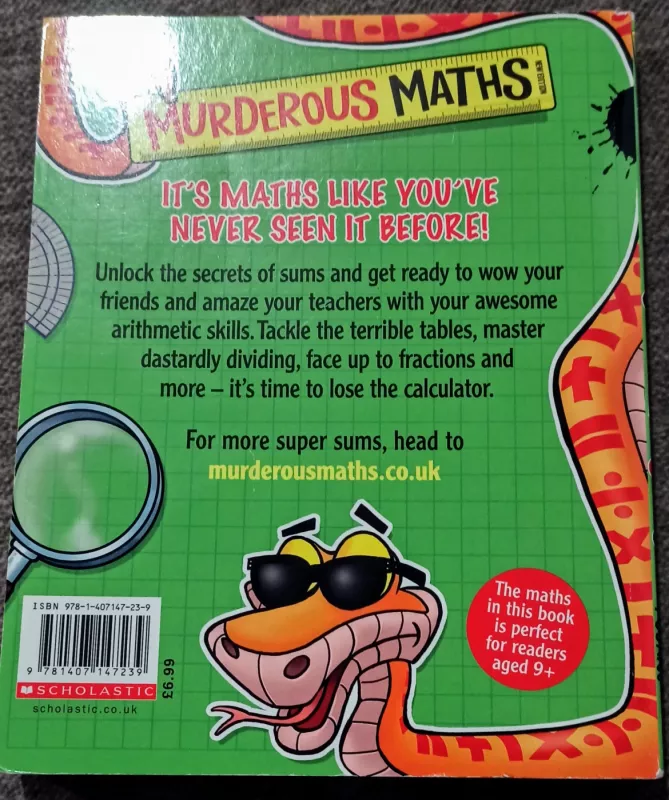 MURDEROUS MATHS
NEW EDITION
IT'S MATHS LIKE YOU'VE
NEVER SEEN IT BEFORE!
Unlock the secrets of sums and get ready to wow your
friends and amaze your teachers with your awesome
arithmetic skills. Tackle the terrible tables, master
dastardly dividing, face up to fractions and
more – it's time to lose the calculator.
For more super sums, head to
murderousmaths.co.uk
The maths
in this book
is perfect
for readers
aged 9+
ISBN 978-1-407147-23-9
9 781407 147239
£6.99
SCHOLASTIC
scholastic.co.uk